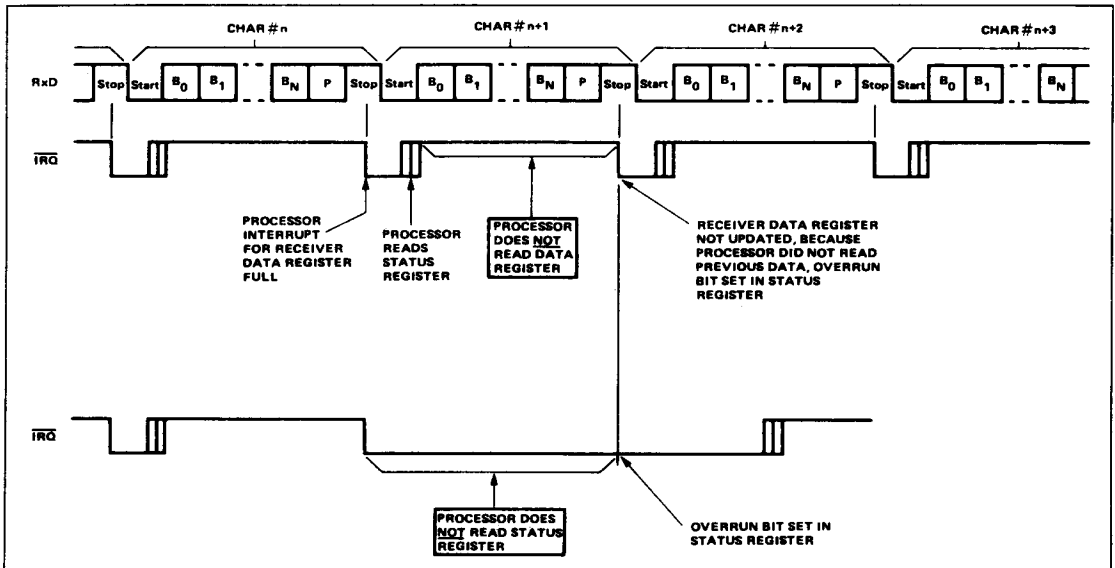 CHAR#n CHAR#n+1 CHAR#n+2 CHAR#n+3
RxD Stop Start B0 B1 BN P Stop Start B0 B1 BN P Stop Start B0 B1 BN P Stop Start B0 B1 BN
IRQ
PROCESSOR
INTERRUPT
FOR RECEIVER
DATA REGISTER
FULL
PROCESSOR
READS
STATUS
REGISTER
PROCESSOR
DOES NOT
READ DATA
REGISTER
RECEIVER DATA REGISTER
NOT UPDATED, BECAUSE
PROCESSOR DID NOT READ
PREVIOUS DATA, OVERRUN
BIT SET IN STATUS
REGISTER
IRQ
PROCESSOR DOES
NOT READ STATUS
REGISTER
OVERRUN BIT SET IN
STATUS REGISTER